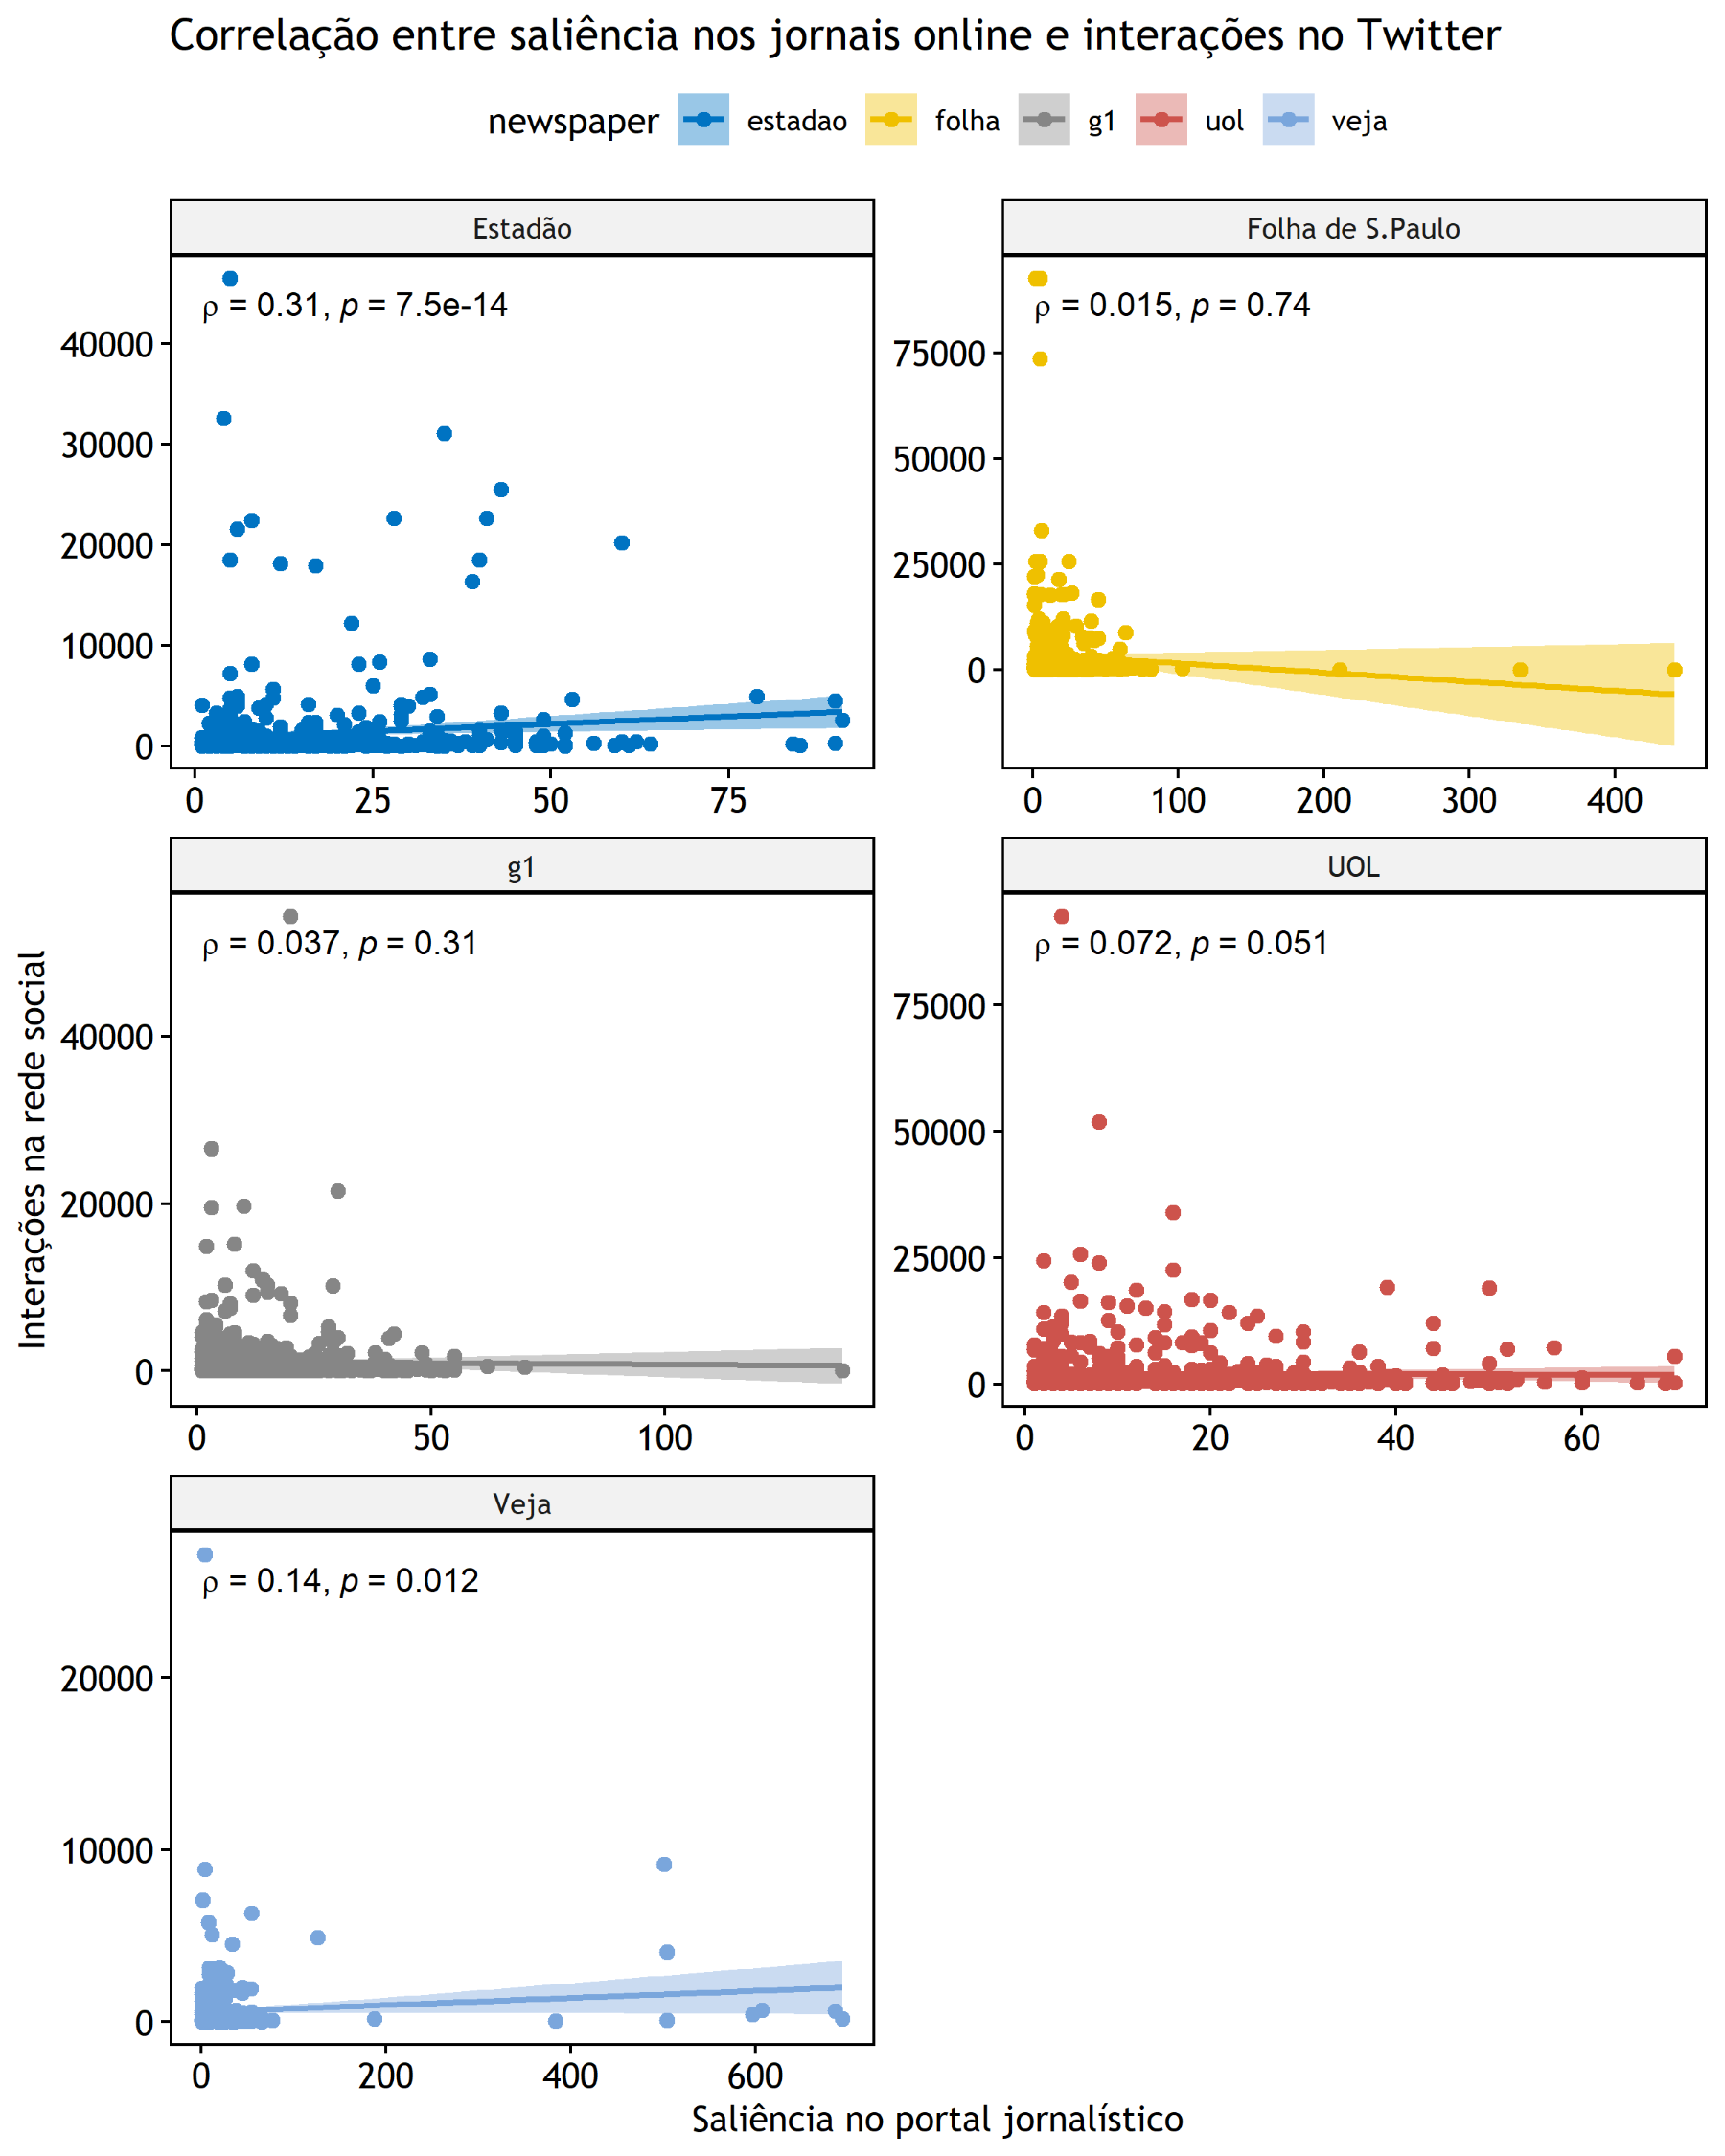 Correlação entre saliência nos jornais online e interações no Twitter
newspaper estadao folha g1 uol veja
Estadão
ρ = 0.31, p = 7.5e-14
40000
30000
20000
10000
0
0 25 50 75
Folha de S.Paulo
ρ = 0.015, p = 0.74
75000
50000
25000
0
0 100 200 300 400
Interações na rede social
g1
ρ = 0.037, p = 0.31
40000
20000
0
0 50 100
UOL
ρ = 0.072, p = 0.051
75000
50000
25000
0
0 20 40 60
Veja
ρ = 0.14, p = 0.012
20000
10000
0
0 200 400 600
Saliência no portal jornalístico